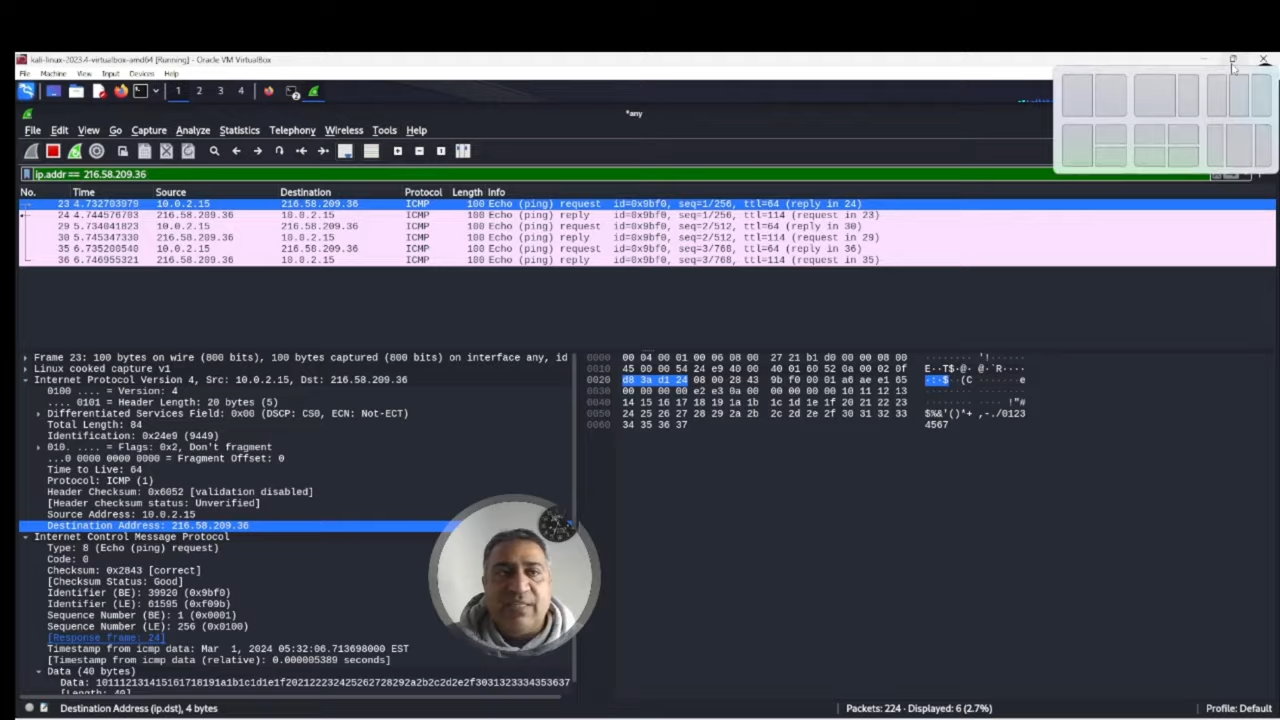 kali-linux-2023.4-virtualbox-amd64 [Running] - Oracle VM VirtualBox
File Machine View Input Devices Help
1 2 3 4
*any
File Edit View Go Capture Analyze Statistics Telephony Wireless Tools Help
ip.addr == 216.58.209.36
No. Time Source Destination Protocol Length Info
23 4.732703979 10.0.2.15 216.58.209.36 ICMP 100 Echo (ping) request id=0x9bf0, seq=1/256, ttl=64 (reply in 24)
24 4.744576703 216.58.209.36 10.0.2.15 ICMP 100 Echo (ping) reply id=0x9bf0, seq=1/256, ttl=114 (request in 23)
29 5.734041823 10.0.2.15 216.58.209.36 ICMP 100 Echo (ping) request id=0x9bf0, seq=2/512, ttl=64 (reply in 30)
30 5.745347330 216.58.209.36 10.0.2.15 ICMP 100 Echo (ping) reply id=0x9bf0, seq=2/512, ttl=114 (request in 29)
35 6.735200540 10.0.2.15 216.58.209.36 ICMP 100 Echo (ping) request id=0x9bf0, seq=3/768, ttl=64 (reply in 36)
36 6.746955321 216.58.209.36 10.0.2.15 ICMP 100 Echo (ping) reply id=0x9bf0, seq=3/768, ttl=114 (request in 35)
Frame 23: 100 bytes on wire (800 bits), 100 bytes captured (800 bits) on interface any, id
Linux cooked capture v1
Internet Protocol Version 4, Src: 10.0.2.15, Dst: 216.58.209.36
0100 .... = Version: 4
.... 0101 = Header Length: 20 bytes (5)
Differentiated Services Field: 0x00 (DSCP: CS0, ECN: Not-ECT)
Total Length: 84
Identification: 0x24e9 (9449)
010. .... = Flags: 0x2, Don't fragment
...0 0000 0000 0000 = Fragment Offset: 0
Time to Live: 64
Protocol: ICMP (1)
Header Checksum: 0x6052 [validation disabled]
[Header checksum status: Unverified]
Source Address: 10.0.2.15
Destination Address: 216.58.209.36
Internet Control Message Protocol
Type: 8 (Echo (ping) request)
Code: 0
Checksum: 0x2843 [correct]
[Checksum Status: Good]
Identifier (BE): 39920 (0x9bf0)
Identifier (LE): 61595 (0xf09b)
Sequence Number (BE): 1 (0x0001)
Sequence Number (LE): 256 (0x0100)
[Response frame: 24]
Timestamp from icmp data: Mar 1, 2024 05:32:06.713698000 EST
[Timestamp from icmp data (relative): 0.000005389 seconds]
Data (40 bytes)
Data: 101112131415161718191a1b1c1d1e1f202122232425262728292a2b2c2d2e2f3031323334353637
[Length: 40]
0000 00 04 00 01 00 06 08 00 27 21 b1 d0 00 00 08 00 ········ '!······
0010 45 00 00 54 24 e9 40 00 40 01 60 52 0a 00 02 0f E··T$·@· @·`R····
0020 d8 3a d1 24 08 00 28 43 9b f0 00 01 a6 ae e1 65 ·:·$··(C ·······e
0030 00 00 00 00 e2 e3 0a 00 00 00 00 00 10 11 12 13 ········ ········
0040 14 15 16 17 18 19 1a 1b 1c 1d 1e 1f 20 21 22 23 ········ ···· !"#
0050 24 25 26 27 28 29 2a 2b 2c 2d 2e 2f 30 31 32 33 $%&'()*+ ,-./0123
0060 34 35 36 37 4567
Destination Address (ip.dst), 4 bytes
Packets: 224 · Displayed: 6 (2.7%)
Profile: Default